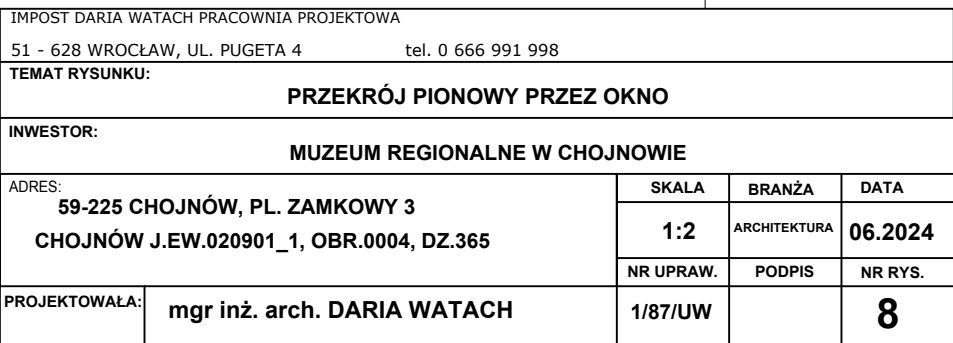 IMPOST DARIA WATACH PRACOWNIA PROJEKTOWA
51 - 628 WROCŁAW, UL. PUGETA 4 tel. 0 666 991 998
TEMAT RYSUNKU:
PRZEKRÓJ PIONOWY PRZEZ OKNO
INWESTOR:
MUZEUM REGIONALNE W CHOJNOWIE
ADRES:
59-225 CHOJNÓW, PL. ZAMKOWY 3
CHOJNÓW J.EW.020901_1, OBR.0004, DZ.365
SKALA BRANŻA DATA
1:2 ARCHITEKTURA 06.2024
NR UPRAW. PODPIS NR RYS.
PROJEKTOWAŁA: mgr inż. arch. DARIA WATACH 1/87/UW 8